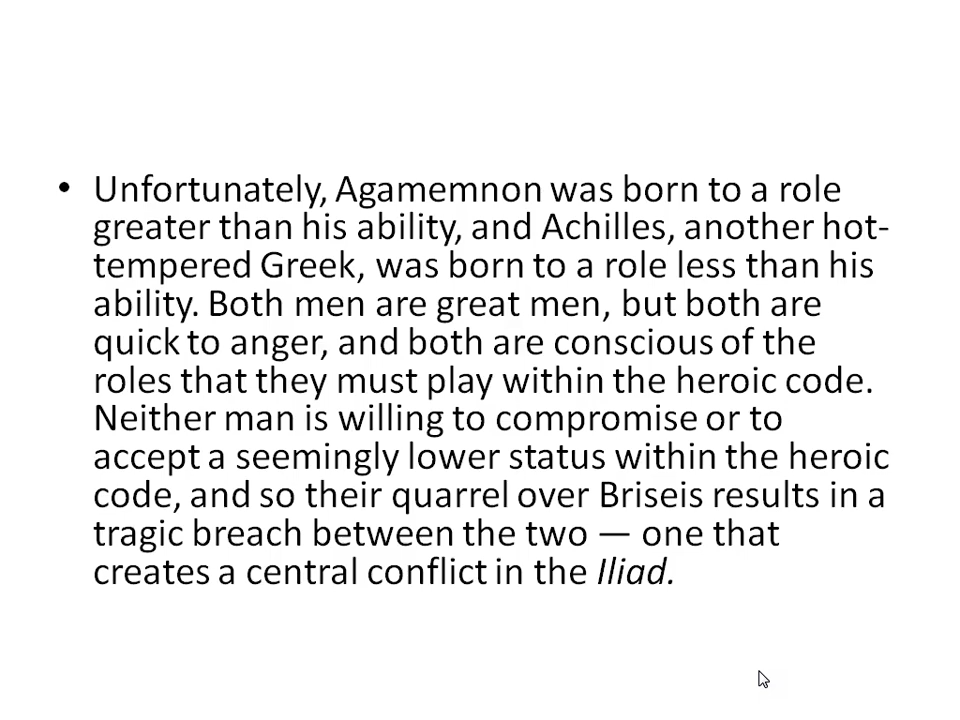 • Unfortunately, Agamemnon was born to a role
greater than his ability, and Achilles, another hot-
tempered Greek, was born to a role less than his
ability. Both men are great men, but both are
quick to anger, and both are conscious of the
roles that they must play within the heroic code.
Neither man is willing to compromise or to
accept a seemingly lower status within the heroic
code, and so their quarrel over Briseis results in a
tragic breach between the two — one that
creates a central conflict in the Iliad.